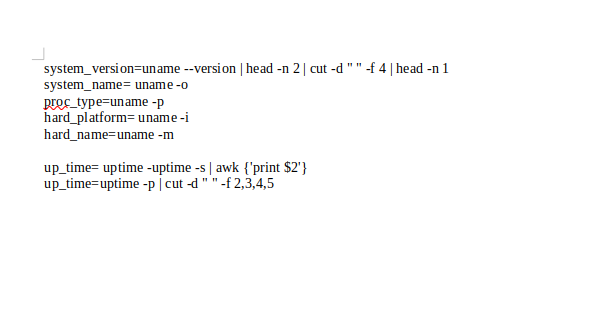 system_version=uname --version | head -n 2 | cut -d " " -f 4 | head -n 1
system_name= uname -o
proc_type=uname -p
hard_platform= uname -i
hard_name=uname -m
up_time= uptime -uptime -s | awk {'print $2'}
up_time=uptime -p | cut -d " " -f 2,3,4,5